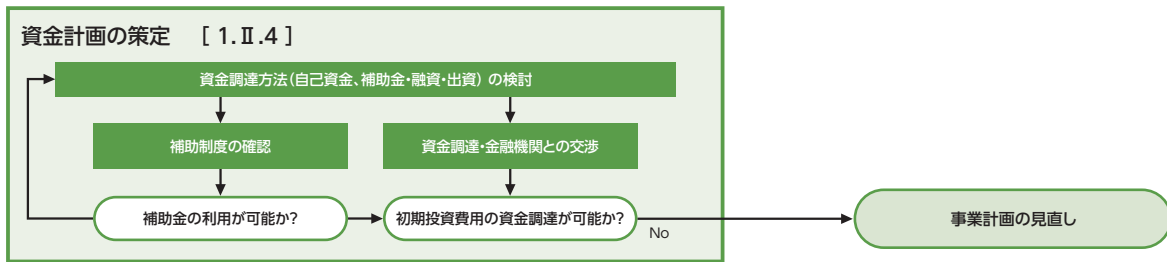 資金計画の策定　[ 1.Ⅱ.4 ]
資金調達方法（自己資金、補助金・融資・出資）の検討
補助制度の確認
資金調達・金融機関との交渉
補助金の利用が可能か？
初期投資費用の資金調達が可能か？
No
事業計画の見直し